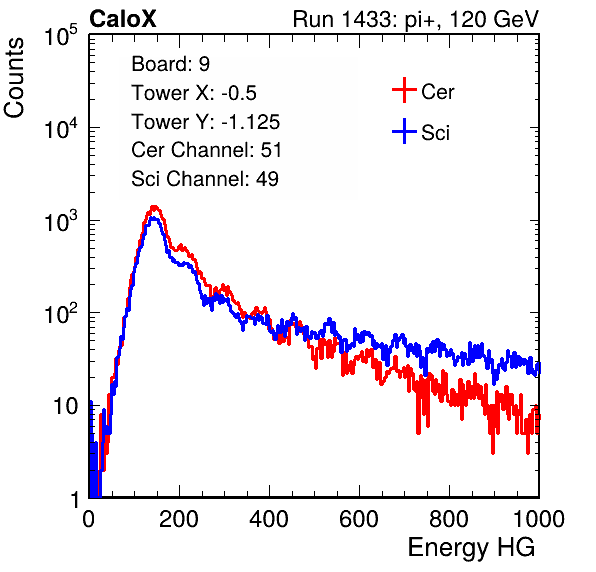 CaloX Run 1433: pi+, 120 GeV
Counts
10^5
10^4
10^3
10^2
10
1
Board: 9
Tower X: -0.5
Tower Y: -1.125
Cer Channel: 51
Sci Channel: 49
Cer
Sci
0 200 400 600 800 1000
Energy HG